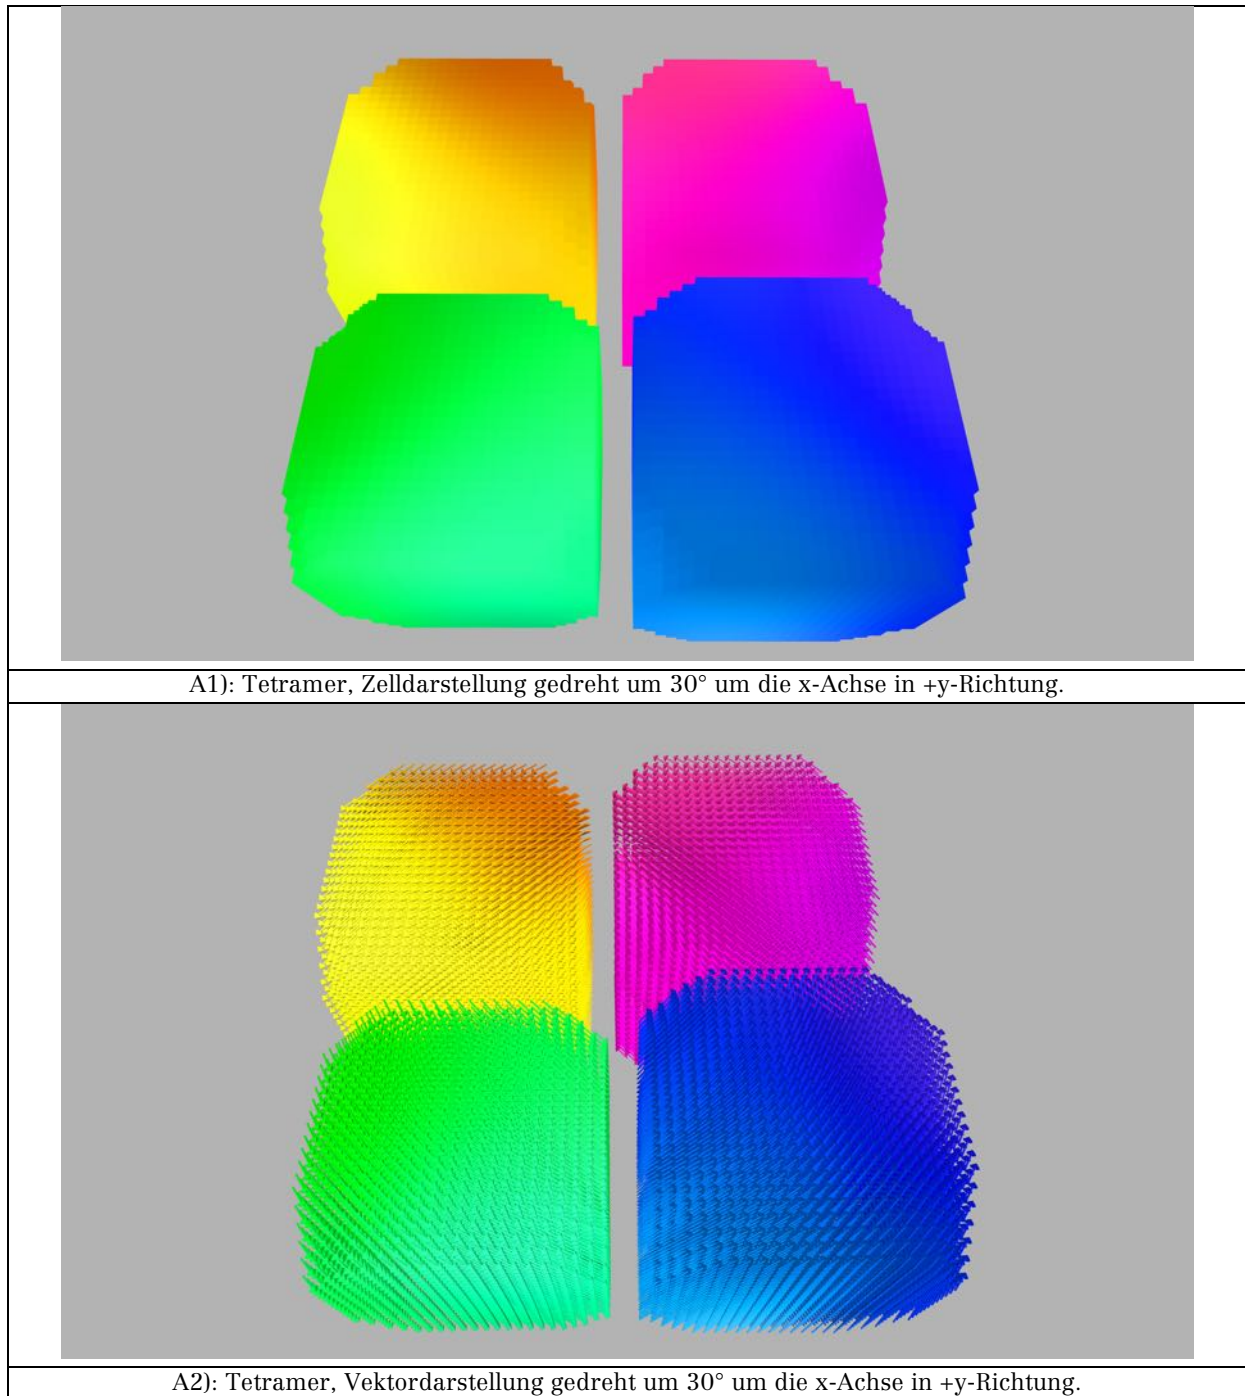 A1): Tetramer, Zelldarstellung gedreht um 30° um die x-Achse in +y-Richtung.
A2): Tetramer, Vektordarstellung gedreht um 30° um die x-Achse in +y-Richtung.